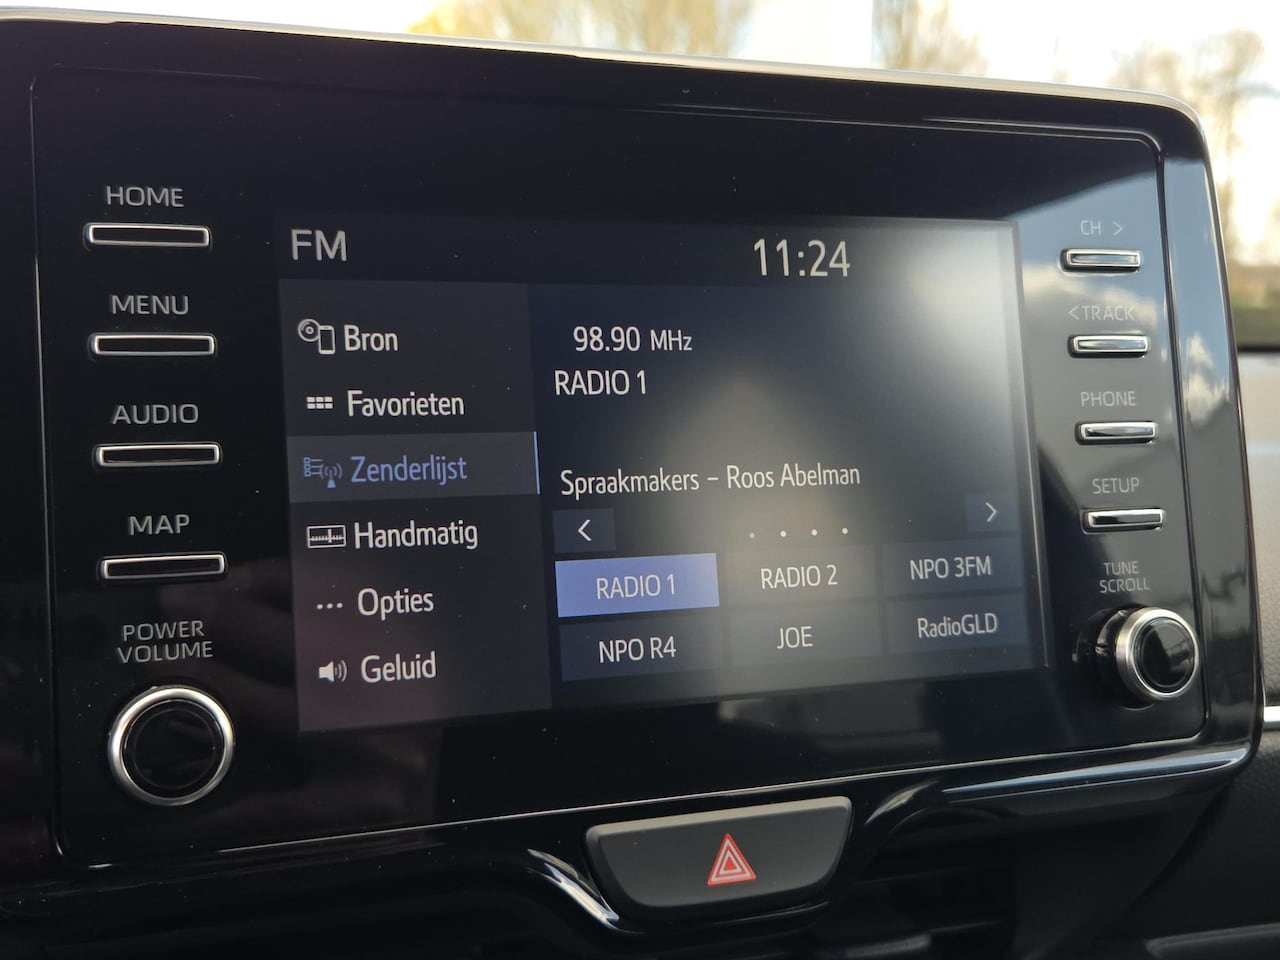 HOME
MENU
AUDIO
MAP
POWER
VOLUME
FM
11:24
Bron
Favorieten
Zenderlijst
Handmatig
Opties
Geluid
98.90 MHz
RADIO 1
Spraakmakers - Roos Abelman
< >
RADIO 1 RADIO 2 NPO 3FM
NPO R4 JOE RadioGLD
CH >
< TRACK
PHONE
SETUP
TUNE
SCROLL